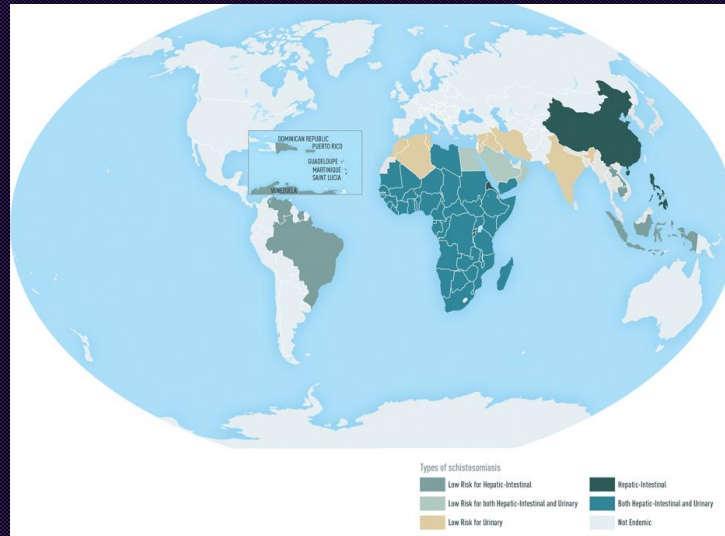 DOMINICAN REPUBLIC
PUERTO RICO
GUADELOUPE
MARTINIQUE
SAINT LUCIA
VENEZUELA
Types of schistosomiasis
Low Risk for Hepatic-Intestinal
Low Risk for both Hepatic-Intestinal and Urinary
Low Risk for Urinary
Hepatic-Intestinal
Both Hepatic-Intestinal and Urinary
Not Endemic